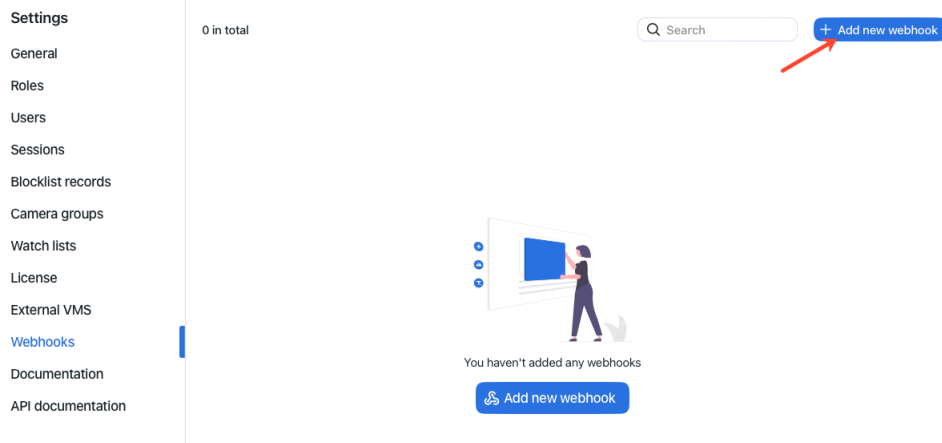 Settings
General
Roles
Users
Sessions
Blocklist records
Camera groups
Watch lists
License
External VMS
Webhooks
Documentation
API documentation
0 in total
Search
Add new webhook
You haven't added any webhooks
Add new webhook